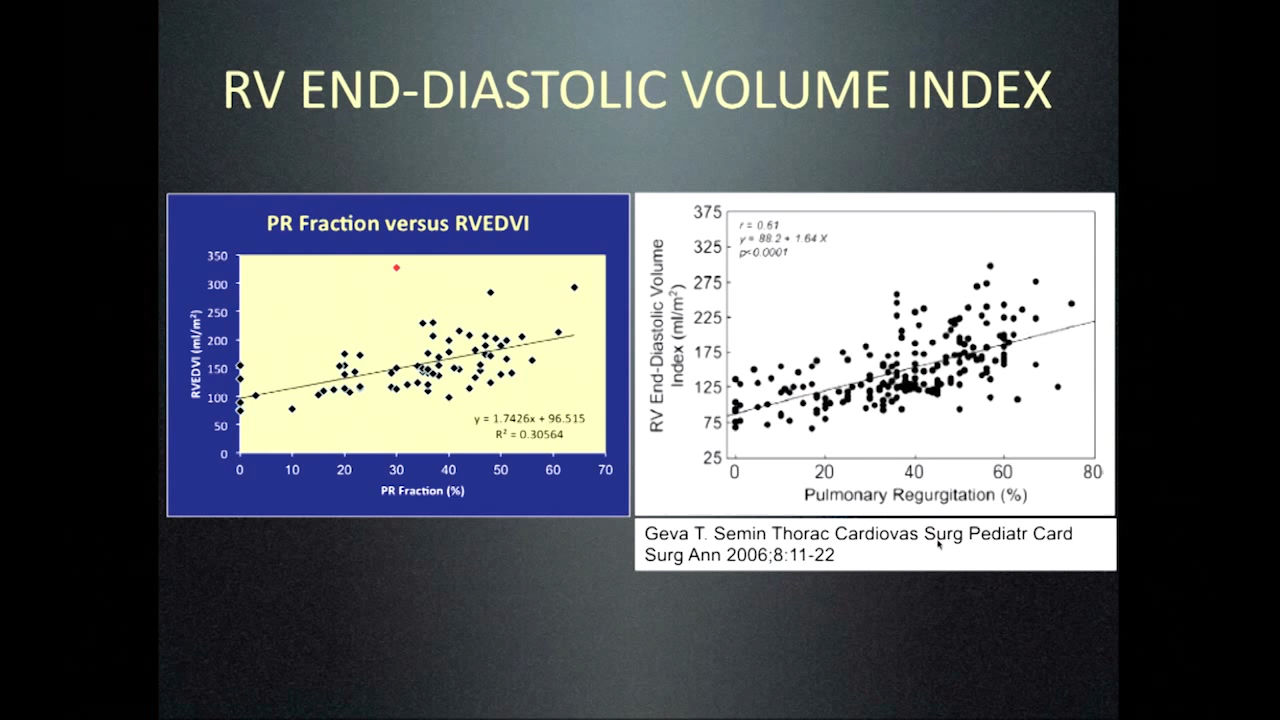 RV END-DIASTOLIC VOLUME INDEX
PR Fraction versus RVEDVI
RVEDVI (ml/m²)
350
300
250
200
150
100
50
0
0 10 20 30 40 50 60 70
PR Fraction (%)
y = 1.7426x + 96.515
R² = 0.30564
RV End-Diastolic Volume
Index (ml/m²)
375
325
275
225
175
125
75
25
r = 0.61
y = 88.2 + 1.64 X
p<0.0001
0 20 40 60 80
Pulmonary Regurgitation (%)
Geva T. Semin Thorac Cardiovas Surg Pediatr Card
Surg Ann 2006;8:11-22